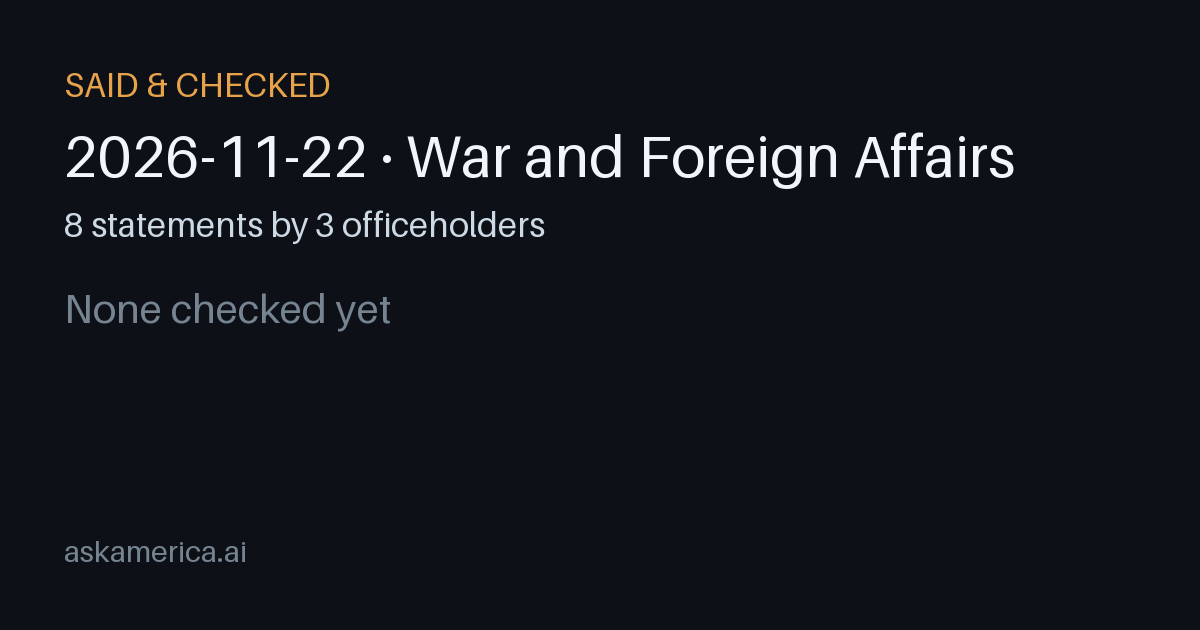 SAID & CHECKED
2026-11-22 · War and Foreign Affairs
8 statements by 3 officeholders
None checked yet
askamerica.ai